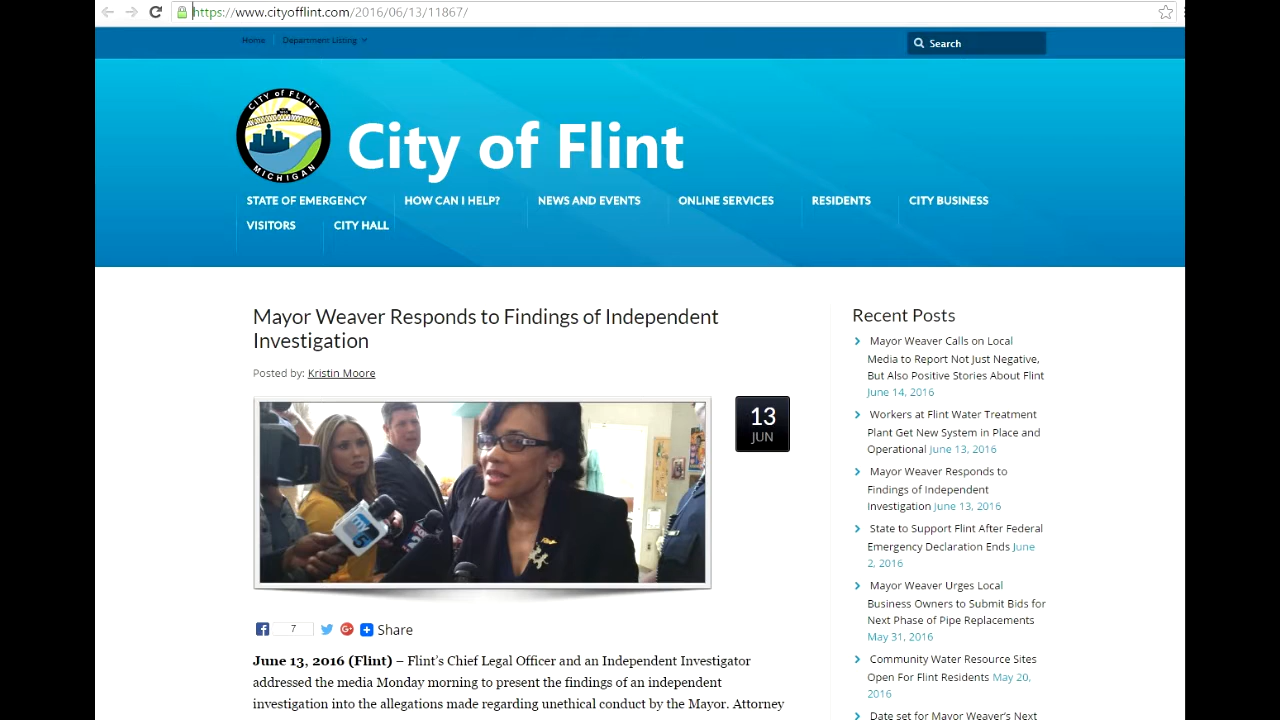 https://www.cityofflint.com/2016/06/13/11867/
Home
Department Listing
Search
CITY of FLINT
MICHIGAN
City of Flint
STATE OF EMERGENCY
HOW CAN I HELP?
NEWS AND EVENTS
ONLINE SERVICES
RESIDENTS
CITY BUSINESS
VISITORS
CITY HALL
Mayor Weaver Responds to Findings of Independent
Investigation
Posted by: Kristin Moore
13
JUN
my
7
Share
June 13, 2016 (Flint) – Flint's Chief Legal Officer and an Independent Investigator
addressed the media Monday morning to present the findings of an independent
investigation into the allegations made regarding unethical conduct by the Mayor. Attorney
Recent Posts
Mayor Weaver Calls on Local
Media to Report Not Just Negative,
But Also Positive Stories About Flint
June 14, 2016
Workers at Flint Water Treatment
Plant Get New System in Place and
Operational June 13, 2016
Mayor Weaver Responds to
Findings of Independent
Investigation June 13, 2016
State to Support Flint After Federal
Emergency Declaration Ends June
2, 2016
Mayor Weaver Urges Local
Business Owners to Submit Bids for
Next Phase of Pipe Replacements
May 31, 2016
Community Water Resource Sites
Open For Flint Residents May 20,
2016
Date set for Mayor Weaver's Next